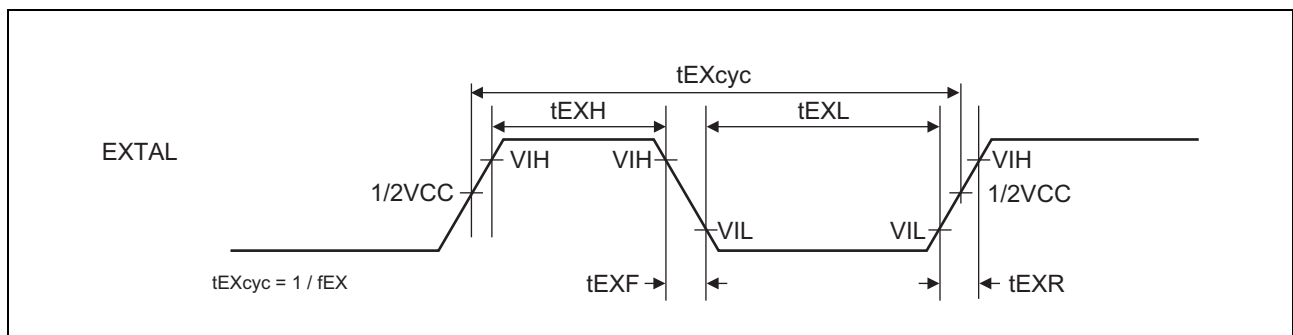 tEXcyc
tEXH
tEXL
EXTAL
VIH
VIH
VIH
1/2VCC
1/2VCC
VIL
VIL
tEXcyc = 1 / fEX
tEXF
tEXR